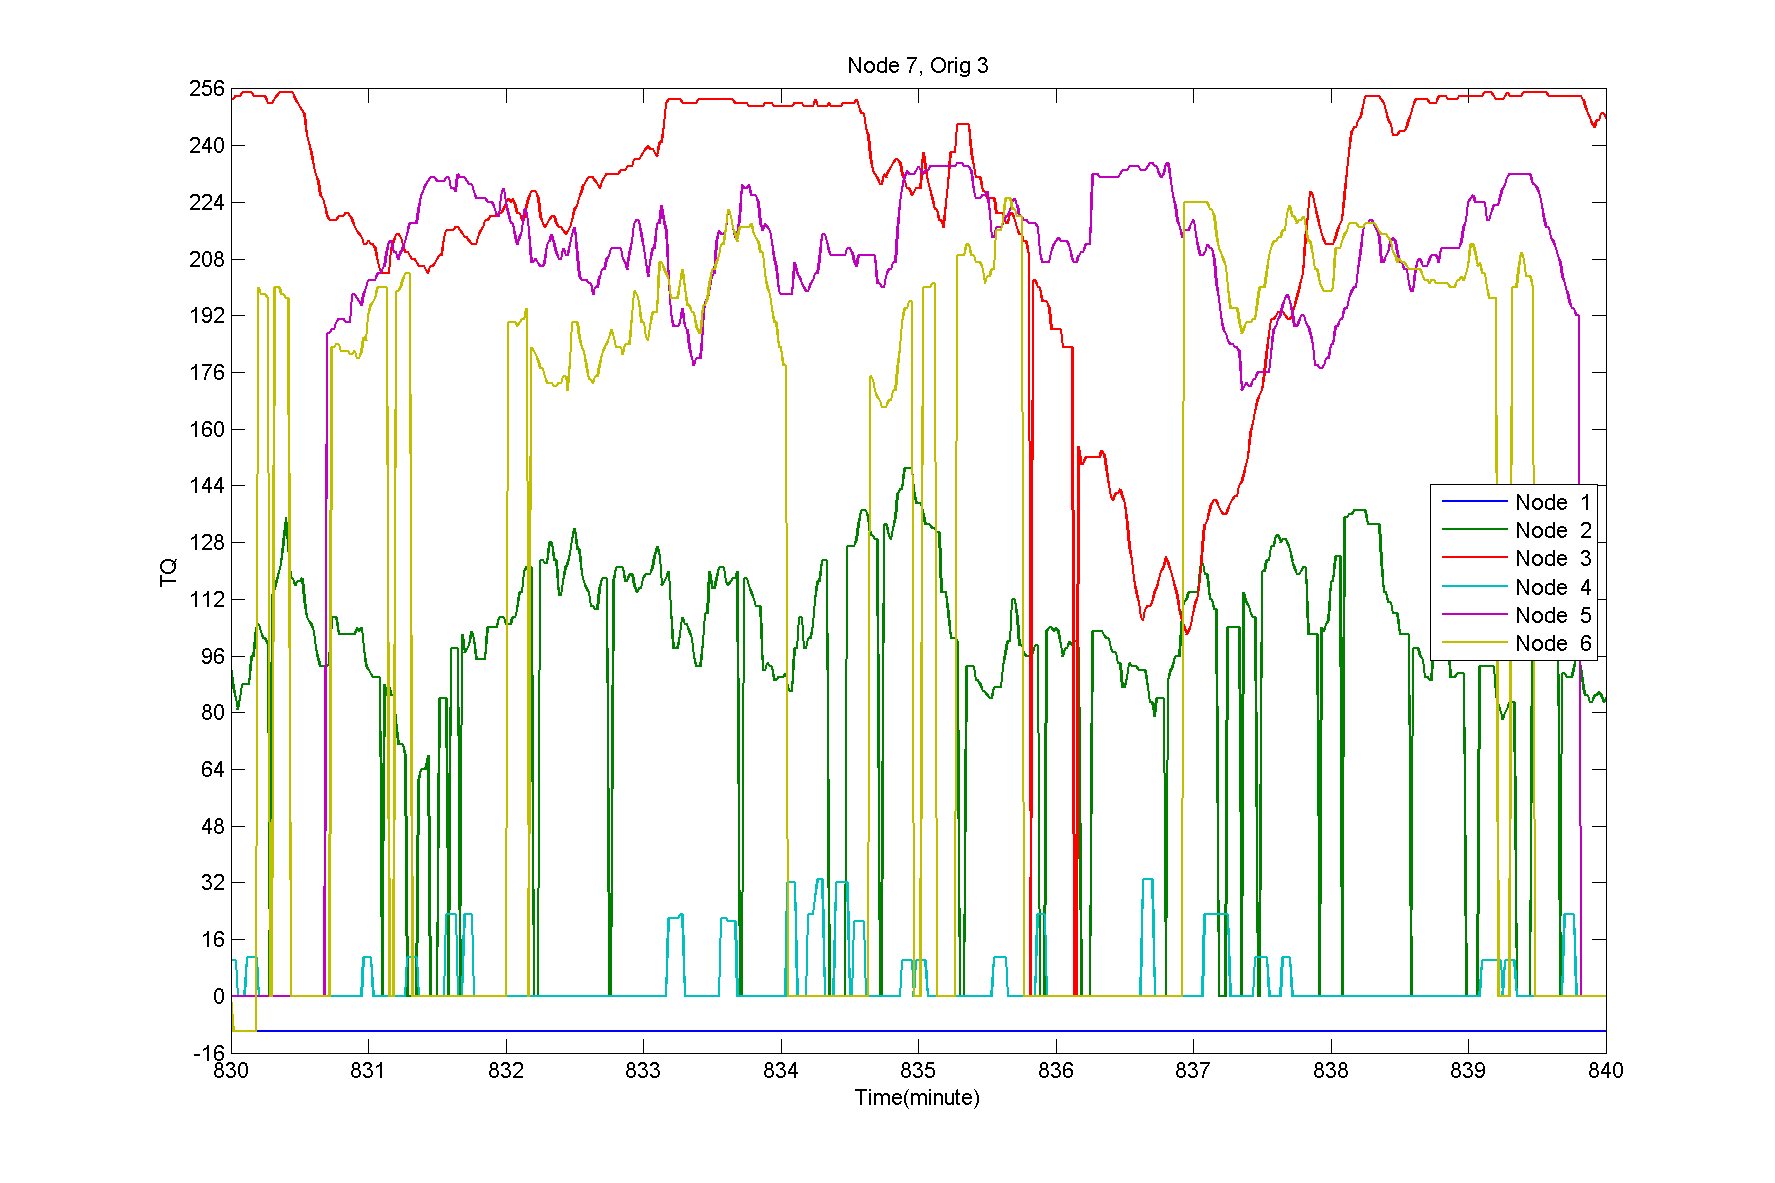 Node 7, Orig 3
256
240
224
208
192
176
160
144
128
112
96
80
64
48
32
16
0
-16
TQ
Node 1
Node 2
Node 3
Node 4
Node 5
Node 6
830 831 832 833 834 835 836 837 838 839 840
Time(minute)